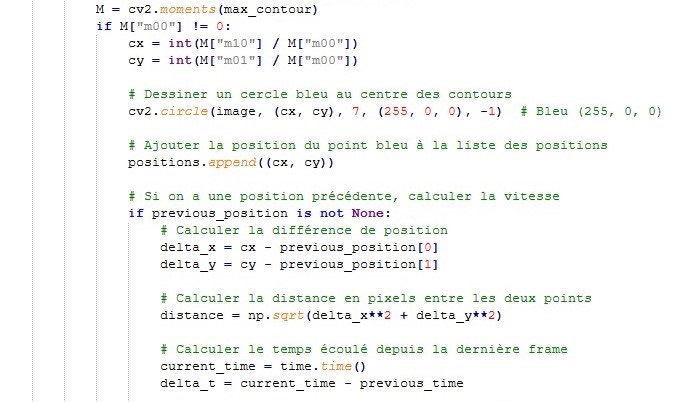 M = cv2.moments(max_contour)
if M["m00"] != 0:
cx = int(M["m10"] / M["m00"])
cy = int(M["m01"] / M["m00"])
# Dessiner un cercle bleu au centre des contours
cv2.circle(image, (cx, cy), 7, (255, 0, 0), -1)  # Bleu (255, 0, 0)
# Ajouter la position du point bleu à la liste des positions
positions.append((cx, cy))
# Si on a une position précédente, calculer la vitesse
if previous_position is not None:
# Calculer la différence de position
delta_x = cx - previous_position[0]
delta_y = cy - previous_position[1]
# Calculer la distance en pixels entre les deux points
distance = np.sqrt(delta_x**2 + delta_y**2)
# Calculer le temps écoulé depuis la dernière frame
current_time = time.time()
delta_t = current_time - previous_time